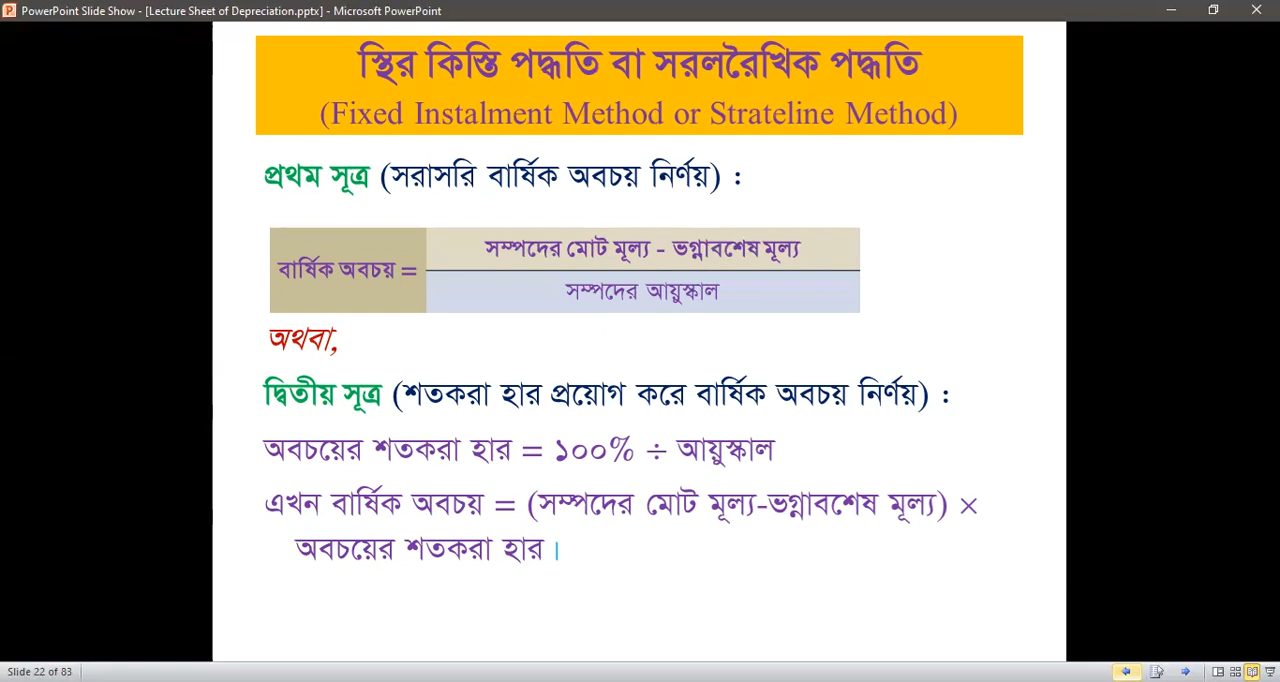 PowerPoint Slide Show - [Lecture Sheet of Depreciation.pptx] - Microsoft PowerPoint
স্থির কিস্তি পদ্ধতি বা সরলরৈখিক পদ্ধতি
(Fixed Instalment Method or Strateline Method)
প্রথম সূত্র (সরাসরি বার্ষিক অবচয় নির্ণয়) :
সম্পদের মোট মূল্য - ভগ্নাবশেষ মূল্য
বার্ষিক অবচয় =
সম্পদের আয়ুস্কাল
অথবা,
দ্বিতীয় সূত্র (শতকরা হার প্রয়োগ করে বার্ষিক অবচয় নির্ণয়) :
অবচয়ের শতকরা হার = ১০০% ÷ আয়ুস্কাল
এখন বার্ষিক অবচয় = (সম্পদের মোট মূল্য-ভগ্নাবশেষ মূল্য) ×
অবচয়ের শতকরা হার।
Slide 22 of 83